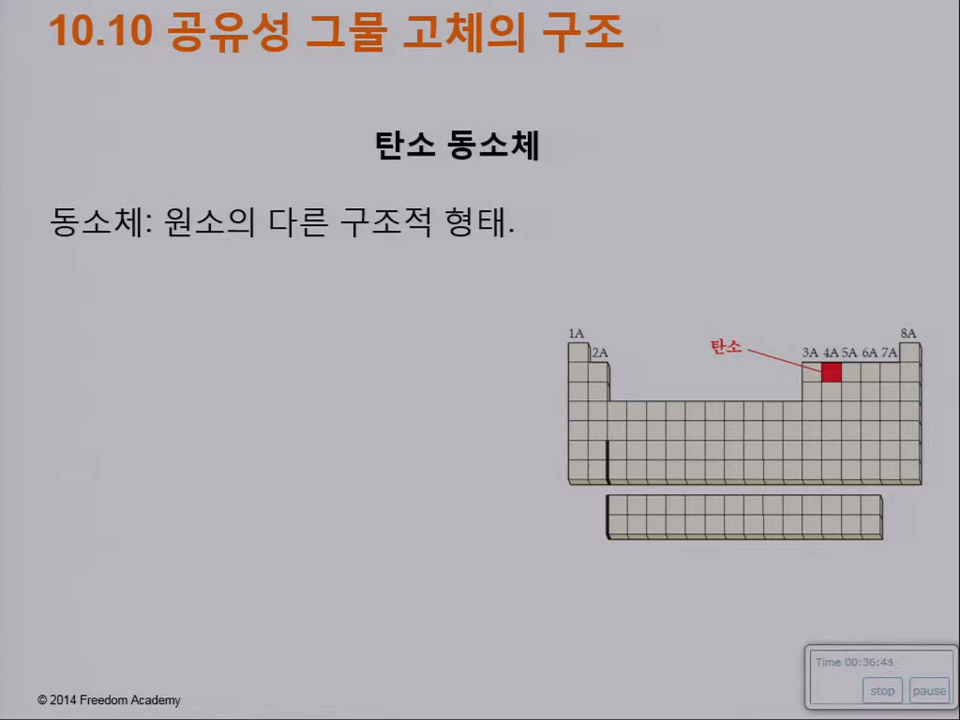 10.10 공유성 그물 고체의 구조
탄소 동소체
동소체: 원소의 다른 구조적 형태.
1A
8A
2A
탄소
3A 4A 5A 6A 7A
Time 00:36:44
stop
pause
© 2014 Freedom Academy